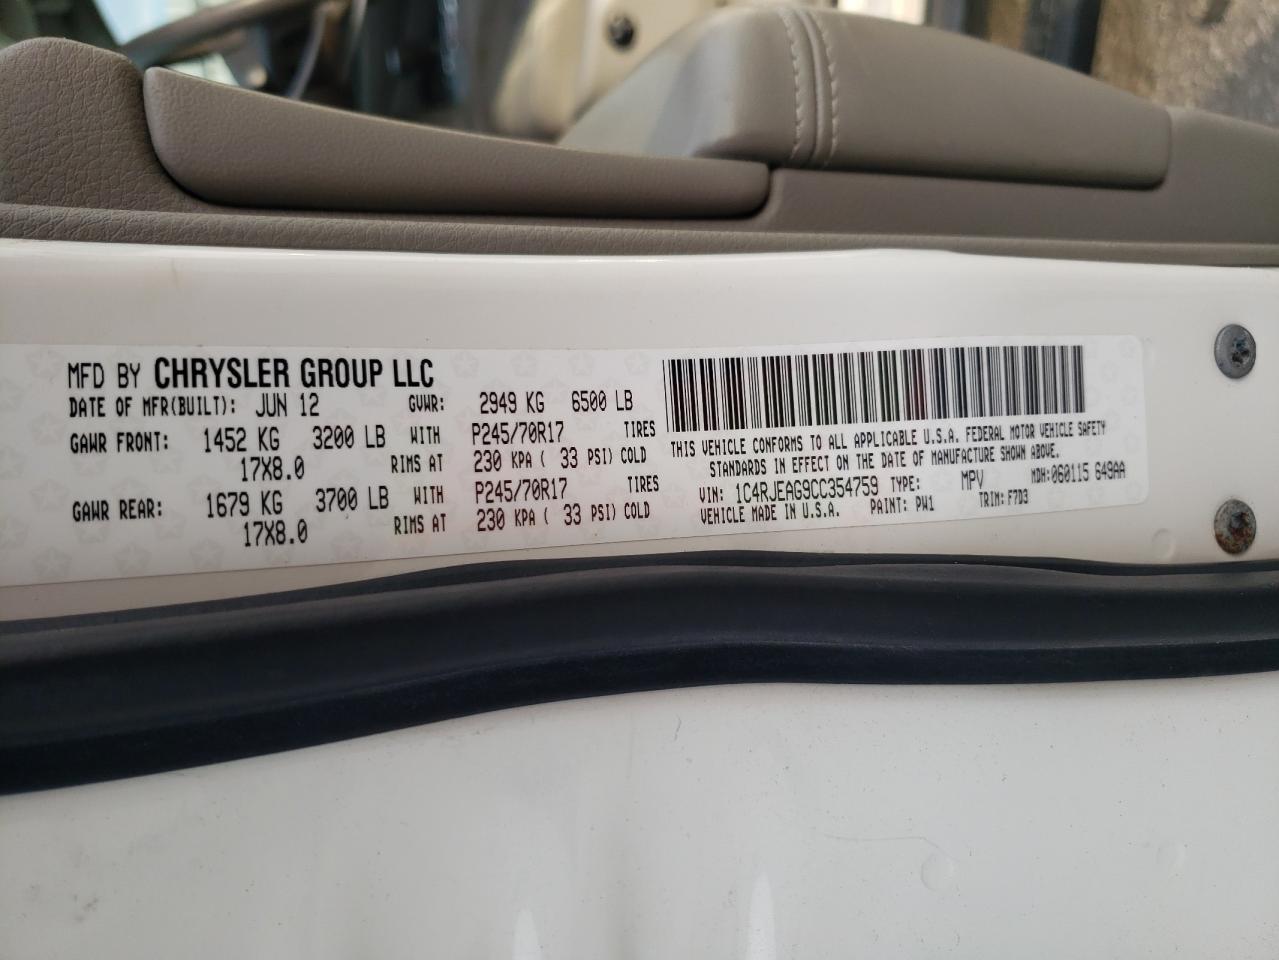 MFD BY CHRYSLER GROUP LLC
DATE OF MFR(BUILT): JUN 12 GVWR: 2949 KG 6500 LB
GAWR FRONT: 1452 KG 3200 LB WITH P245/70R17 TIRES
17X8.0 RIMS AT 230 KPA ( 33 PSI) COLD
GAWR REAR: 1679 KG 3700 LB WITH P245/70R17 TIRES
17X8.0 RIMS AT 230 KPA ( 33 PSI) COLD
THIS VEHICLE CONFORMS TO ALL APPLICABLE U.S.A. FEDERAL MOTOR VEHICLE SAFETY
STANDARDS IN EFFECT ON THE DATE OF MANUFACTURE SHOWN ABOVE.
VIN: 1C4RJEAG9CC354759 TYPE: MPV MDH:060115 649AA
VEHICLE MADE IN U.S.A. PAINT: PW1 TRIM: F7D3